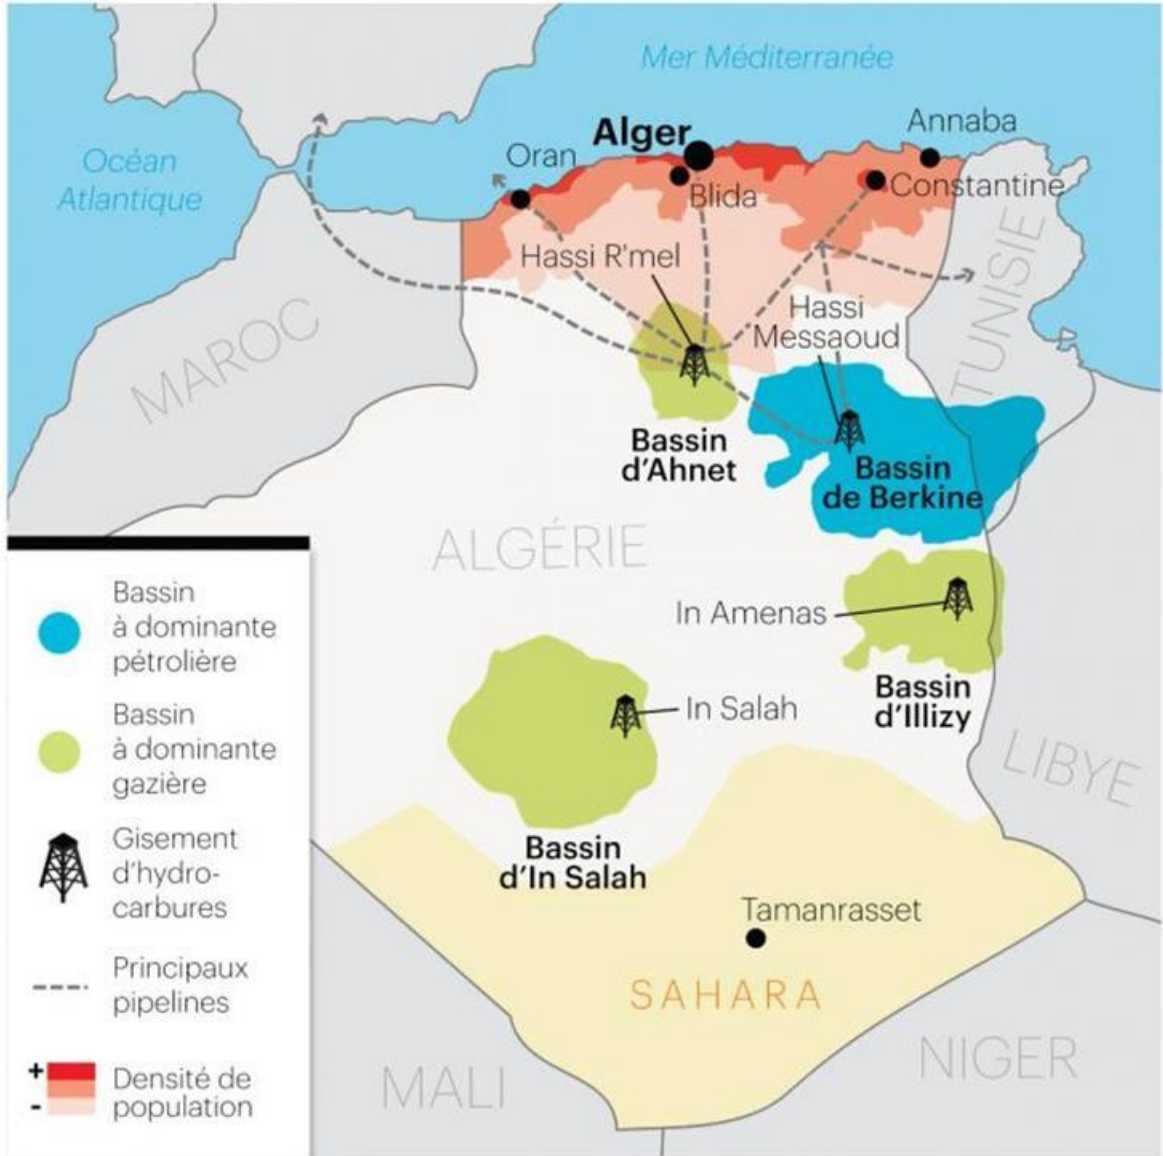 Mer Méditerranée
Océan
Atlantique
Alger
Annaba
Oran
Blida
Constantine
Hassi R'mel
Hassi
Messaoud
TUNISIE
MAROC
Bassin
d'Ahnet
Bassin
de Berkine
ALGÉRIE
In Amenas
Bassin
d'Illizy
In Salah
LIBYE
Bassin
d'In Salah
Tamanrasset
SAHARA
NIGER
MALI
Bassin
à dominante
pétrolière
Bassin
à dominante
gazière
Gisement
d'hydro-
carbures
Principaux
pipelines
+
-
Densité de
population